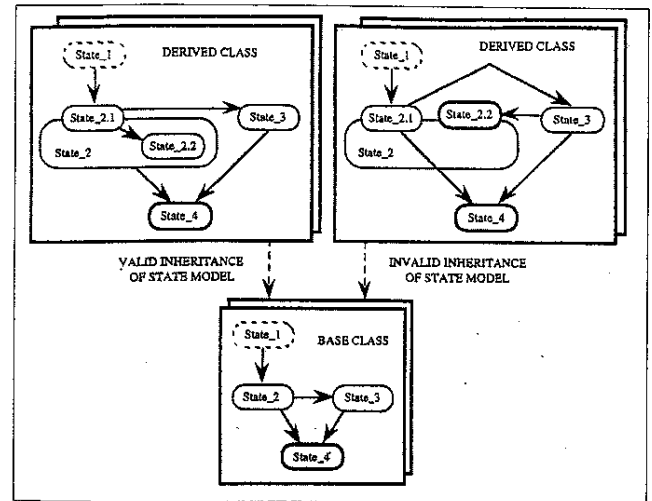 DERIVED CLASS
State_1
State_2.1
State_3
State_2.2
State_2
State_4
DERIVED CLASS
State_1
State_2.1
State_2.2
State_3
State_2
State_4
VALID INHERITANCE
OF STATE MODEL
INVALID INHERITANCE
OF STATE MODEL
State_1
BASE CLASS
State_2
State_3
State_4